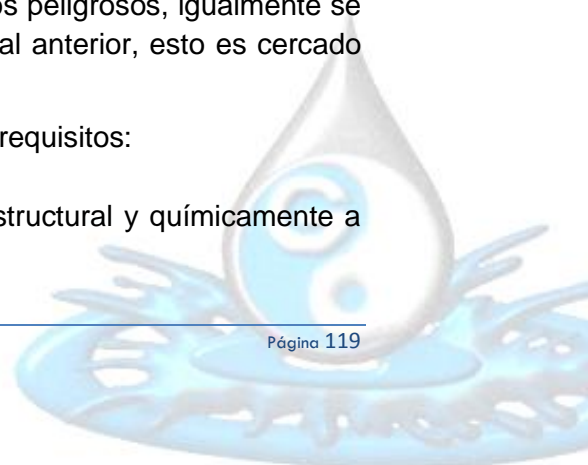 os peligrosos, igualmente se
al anterior, esto es cercado
requisitos:
structural y químicamente a
Página 119